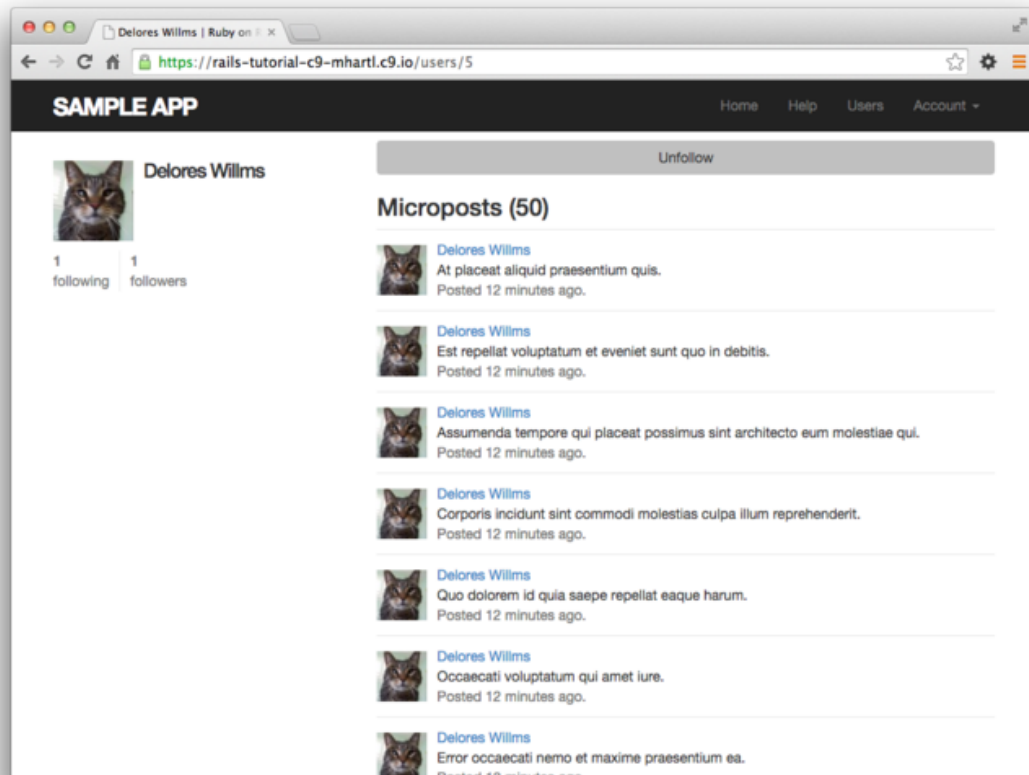 Delores Willms | Ruby on R
https://rails-tutorial-c9-mhartl.c9.io/users/5
SAMPLE APP
Home Help Users Account
Delores Willms
1 following
1 followers
Unfollow
Microposts (50)
Delores Willms
At placeat aliquid praesentium quis.
Posted 12 minutes ago.
Delores Willms
Est repellat voluptatum et eveniet sunt quo in debitis.
Posted 12 minutes ago.
Delores Willms
Assumenda tempore qui placeat possimus sint architecto eum molestiae qui.
Posted 12 minutes ago.
Delores Willms
Corporis incidunt sint commodi molestias culpa illum reprehenderit.
Posted 12 minutes ago.
Delores Willms
Quo dolorem id quia saepe repellat eaque harum.
Posted 12 minutes ago.
Delores Willms
Occaecati voluptatum qui amet iure.
Posted 12 minutes ago.
Delores Willms
Error occaecati nemo et maxime praesentium ea.
Posted 12 minutes ago.